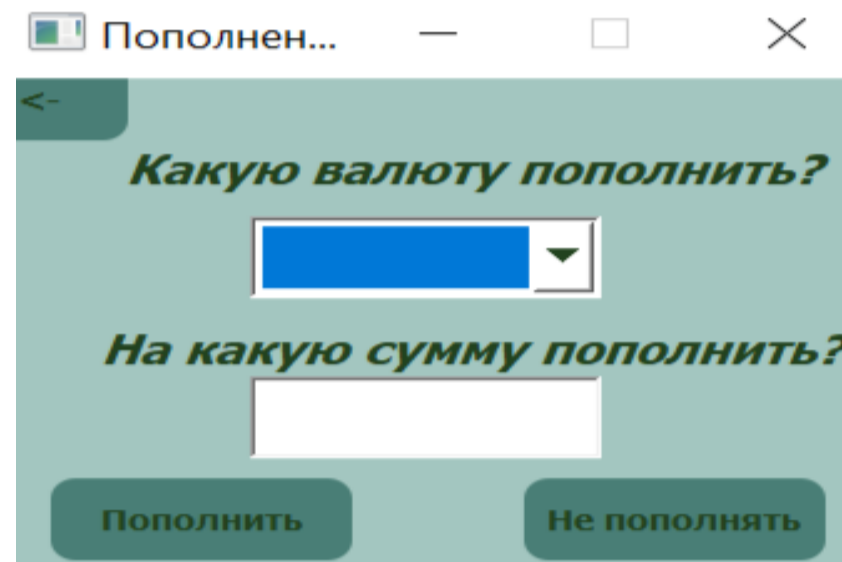 Пополнен...
<-
Какую валюту пополнить?
На какую сумму пополнить?
Пополнить
Не пополнять